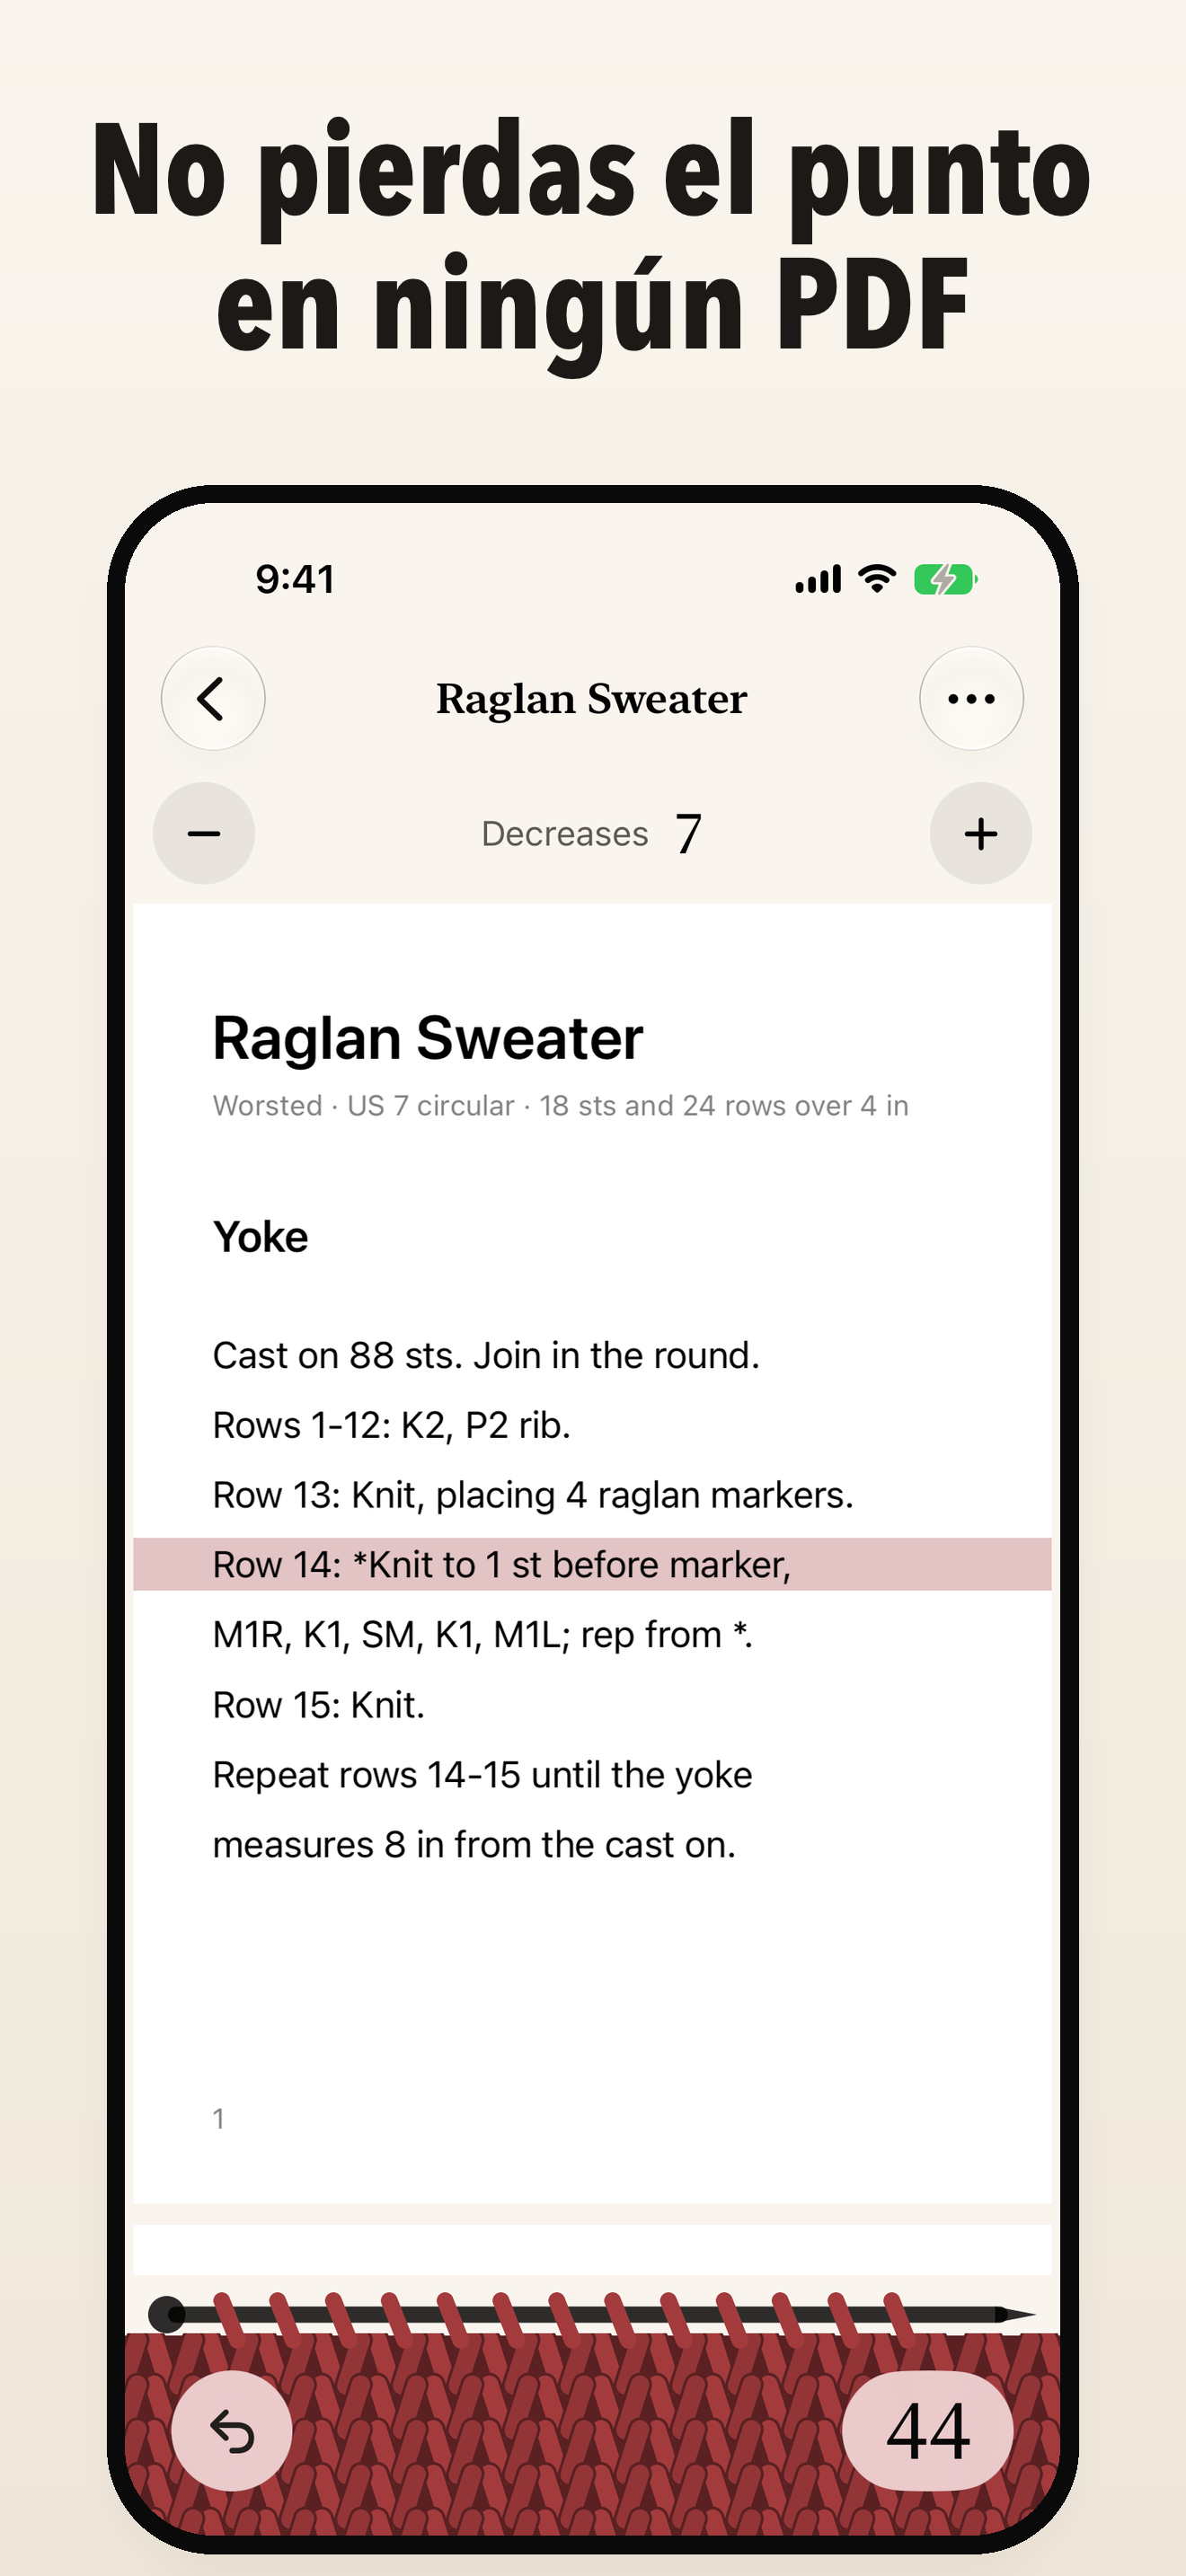 No pierdas el punto
en ningún PDF
9:41
Raglan Sweater
Decreases 7
Raglan Sweater
Worsted · US 7 circular · 18 sts and 24 rows over 4 in
Yoke
Cast on 88 sts. Join in the round.
Rows 1-12: K2, P2 rib.
Row 13: Knit, placing 4 raglan markers.
Row 14: *Knit to 1 st before marker,
M1R, K1, SM, K1, M1L; rep from *.
Row 15: Knit.
Repeat rows 14-15 until the yoke
measures 8 in from the cast on.
1
44